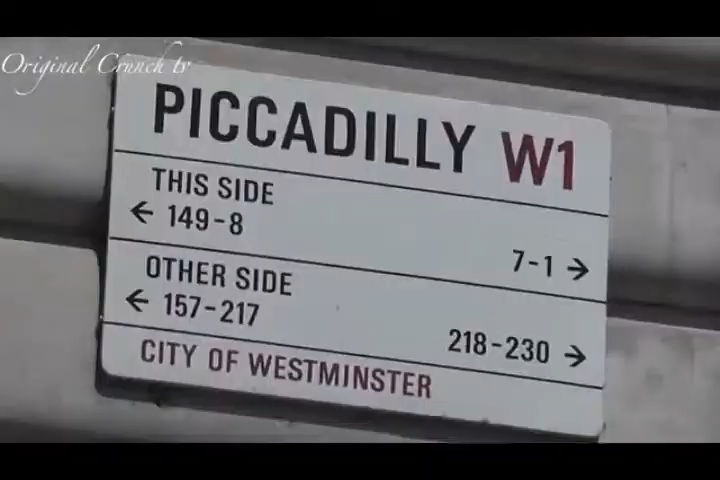 Original Crunch tv
PICCADILLY W1
THIS SIDE
← 149-8
7-1 →
OTHER SIDE
← 157-217
218-230 →
CITY OF WESTMINSTER